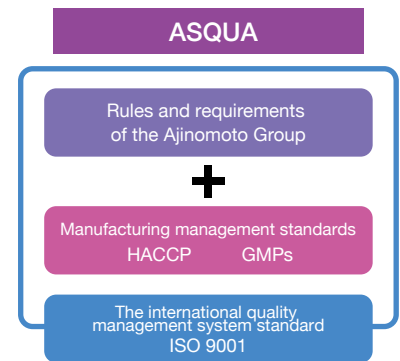 ASQUA
Rules and requirements
of the Ajinomoto Group
+
Manufacturing management standards
HACCP GMPs
The international quality
management system standard
ISO 9001